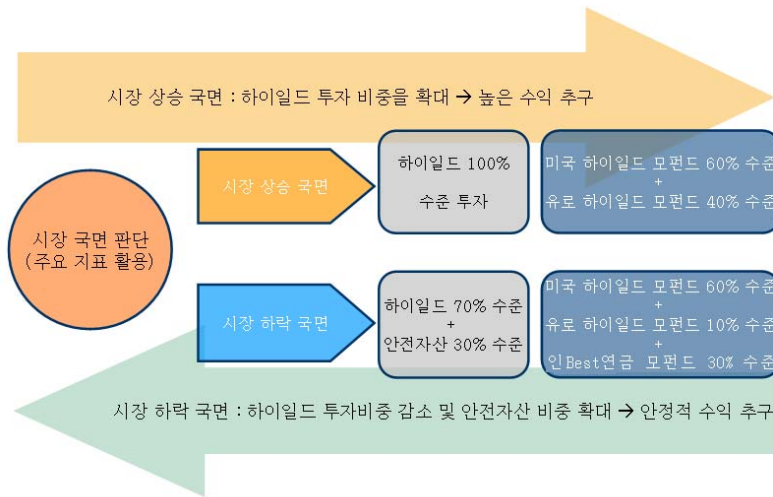 시장 상승 국면 : 하이일드 투자 비중을 확대 → 높은 수익 추구
시장 국면 판단
(주요 지표 활용)
시장 상승 국면
하이일드 100%
수준 투자
미국 하이일드 모펀드 60% 수준
+
유로 하이일드 모펀드 40% 수준
시장 하락 국면
하이일드 70% 수준
+
안전자산 30% 수준
미국 하이일드 모펀드 60% 수준
+
유로 하이일드 모펀드 10% 수준
+
인Best연금 모펀드 30% 수준
시장 하락 국면 : 하이일드 투자비중 감소 및 안전자산 비중 확대 → 안정적 수익 추구